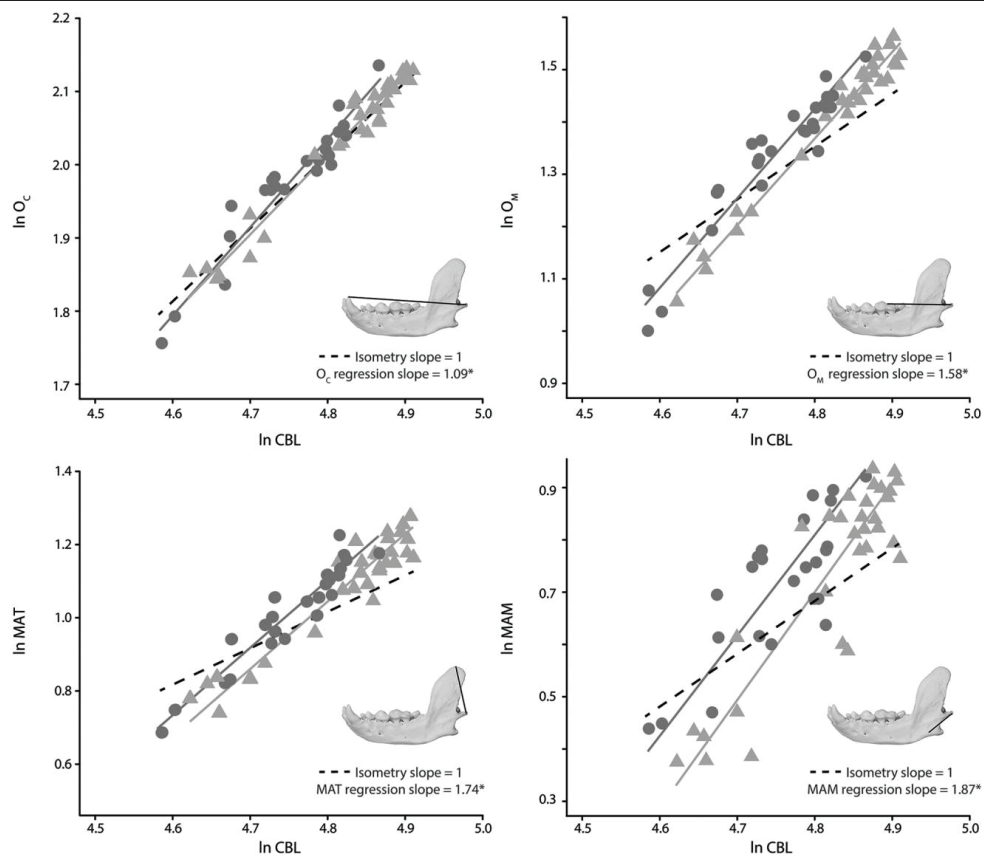 2.2
2.1
2.0
1.9
1.8
1.7
ln O_C
Isometry slope = 1
O_C regression slope = 1.09*
4.5 4.6 4.7 4.8 4.9 5.0
ln CBL
1.5
1.3
1.1
0.9
ln O_M
Isometry slope = 1
O_M regression slope = 1.58*
4.5 4.6 4.7 4.8 4.9 5.0
ln CBL
1.4
1.2
1.0
0.8
0.6
ln MAT
Isometry slope = 1
MAT regression slope = 1.74*
4.5 4.6 4.7 4.8 4.9 5.0
ln CBL
0.9
0.7
0.5
0.3
ln MAM
Isometry slope = 1
MAM regression slope = 1.87*
4.5 4.6 4.7 4.8 4.9 5.0
ln CBL